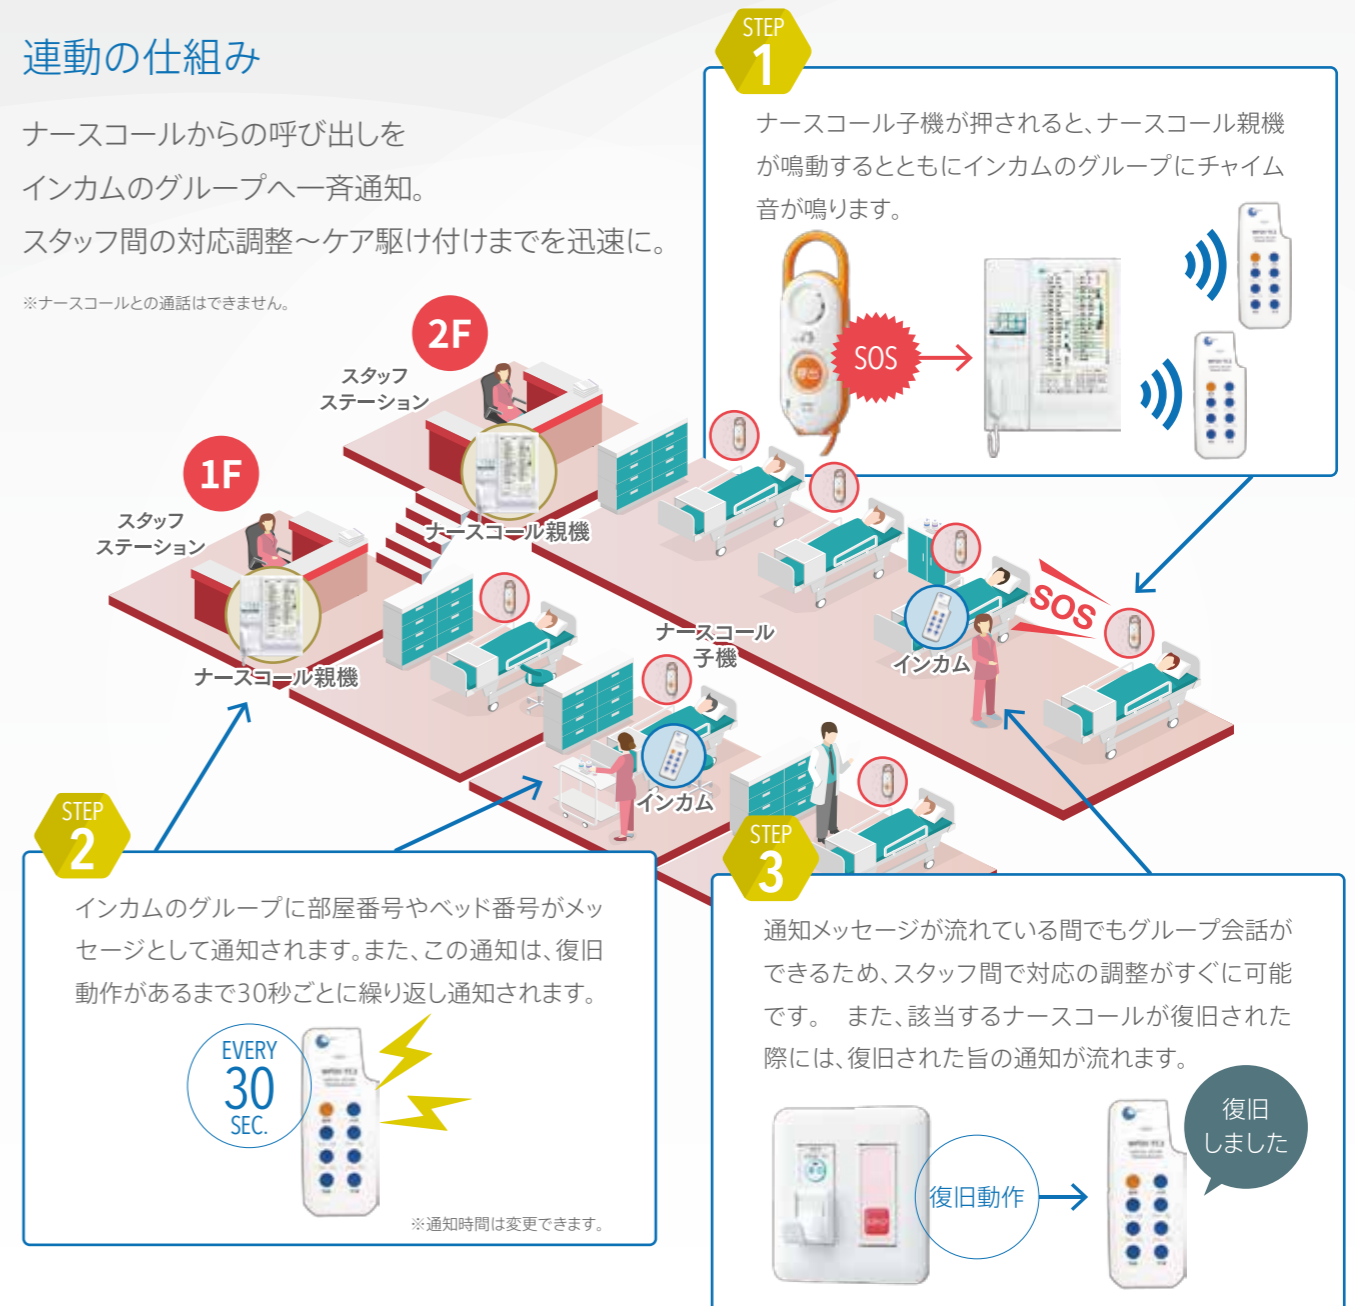 連動の仕組み
ナースコールからの呼び出しを
インカムのグループへ一斉通知。
スタッフ間の対応調整～ケア駆け付けまでを迅速に。
※ナースコールとの通話はできません。
STEP
1
ナースコール子機が押されると、ナースコール親機
が鳴動するとともにインカムのグループにチャイム
音が鳴ります。
呼出
SOS
2F
スタッフ
ステーション
ナースコール親機
1F
スタッフ
ステーション
ナースコール親機
ナースコール
子機
インカム
SOS
インカム
STEP
2
インカムのグループに部屋番号やベッド番号がメッ
セージとして通知されます。また、この通知は、復旧
動作があるまで30秒ごとに繰り返し通知されます。
EVERY
30
SEC.
※通知時間は変更できます。
STEP
3
通知メッセージが流れている間でもグループ会話が
できるため、スタッフ間で対応の調整がすぐに可能
です。 また、該当するナースコールが復旧された
際には、復旧された旨の通知が流れます。
復旧動作
復旧
しました